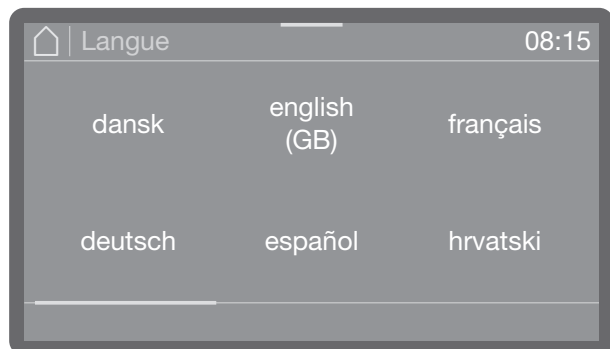 Langue 08:15
dansk english (GB) français
deutsch español hrvatski